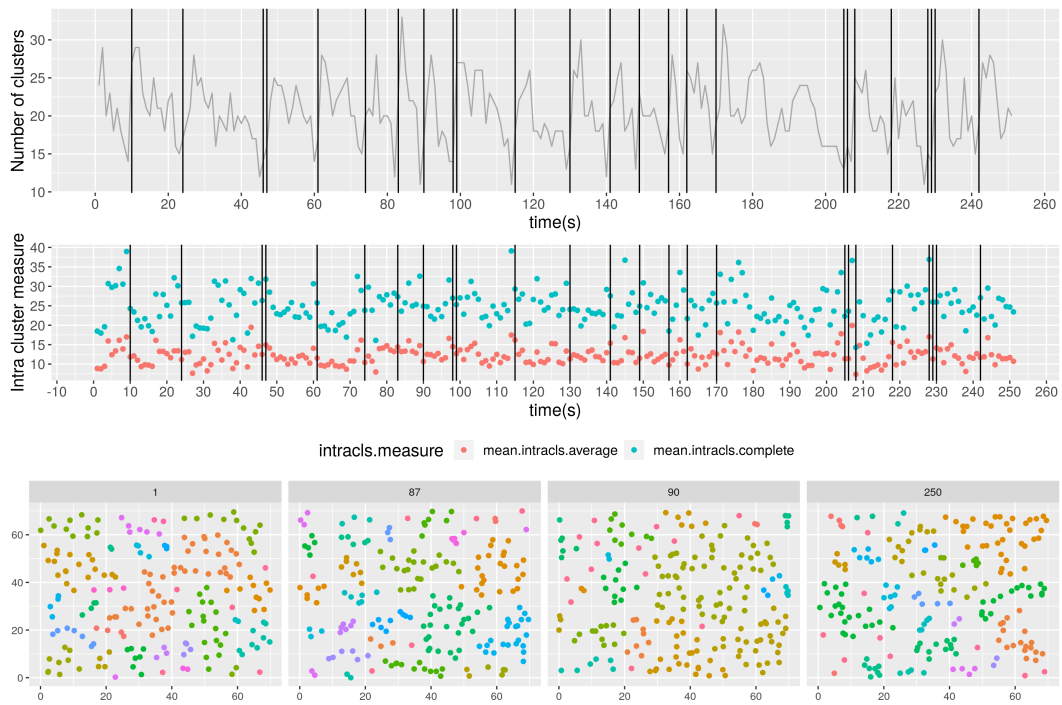 Number of clusters
30
25
20
15
10
0 20 40 60 80 100 120 140 160 180 200 220 240 260
time(s)
Intra cluster measure
40
35
30
25
20
15
10
-10 0 10 20 30 40 50 60 70 80 90 100 110 120 130 140 150 160 170 180 190 200 210 220 230 240 250 260
time(s)
intracls.measure mean.intracls.average mean.intracls.complete
1 87 90 250
60
40
20
0
0 20 40 60 0 20 40 60 0 20 40 60 0 20 40 60